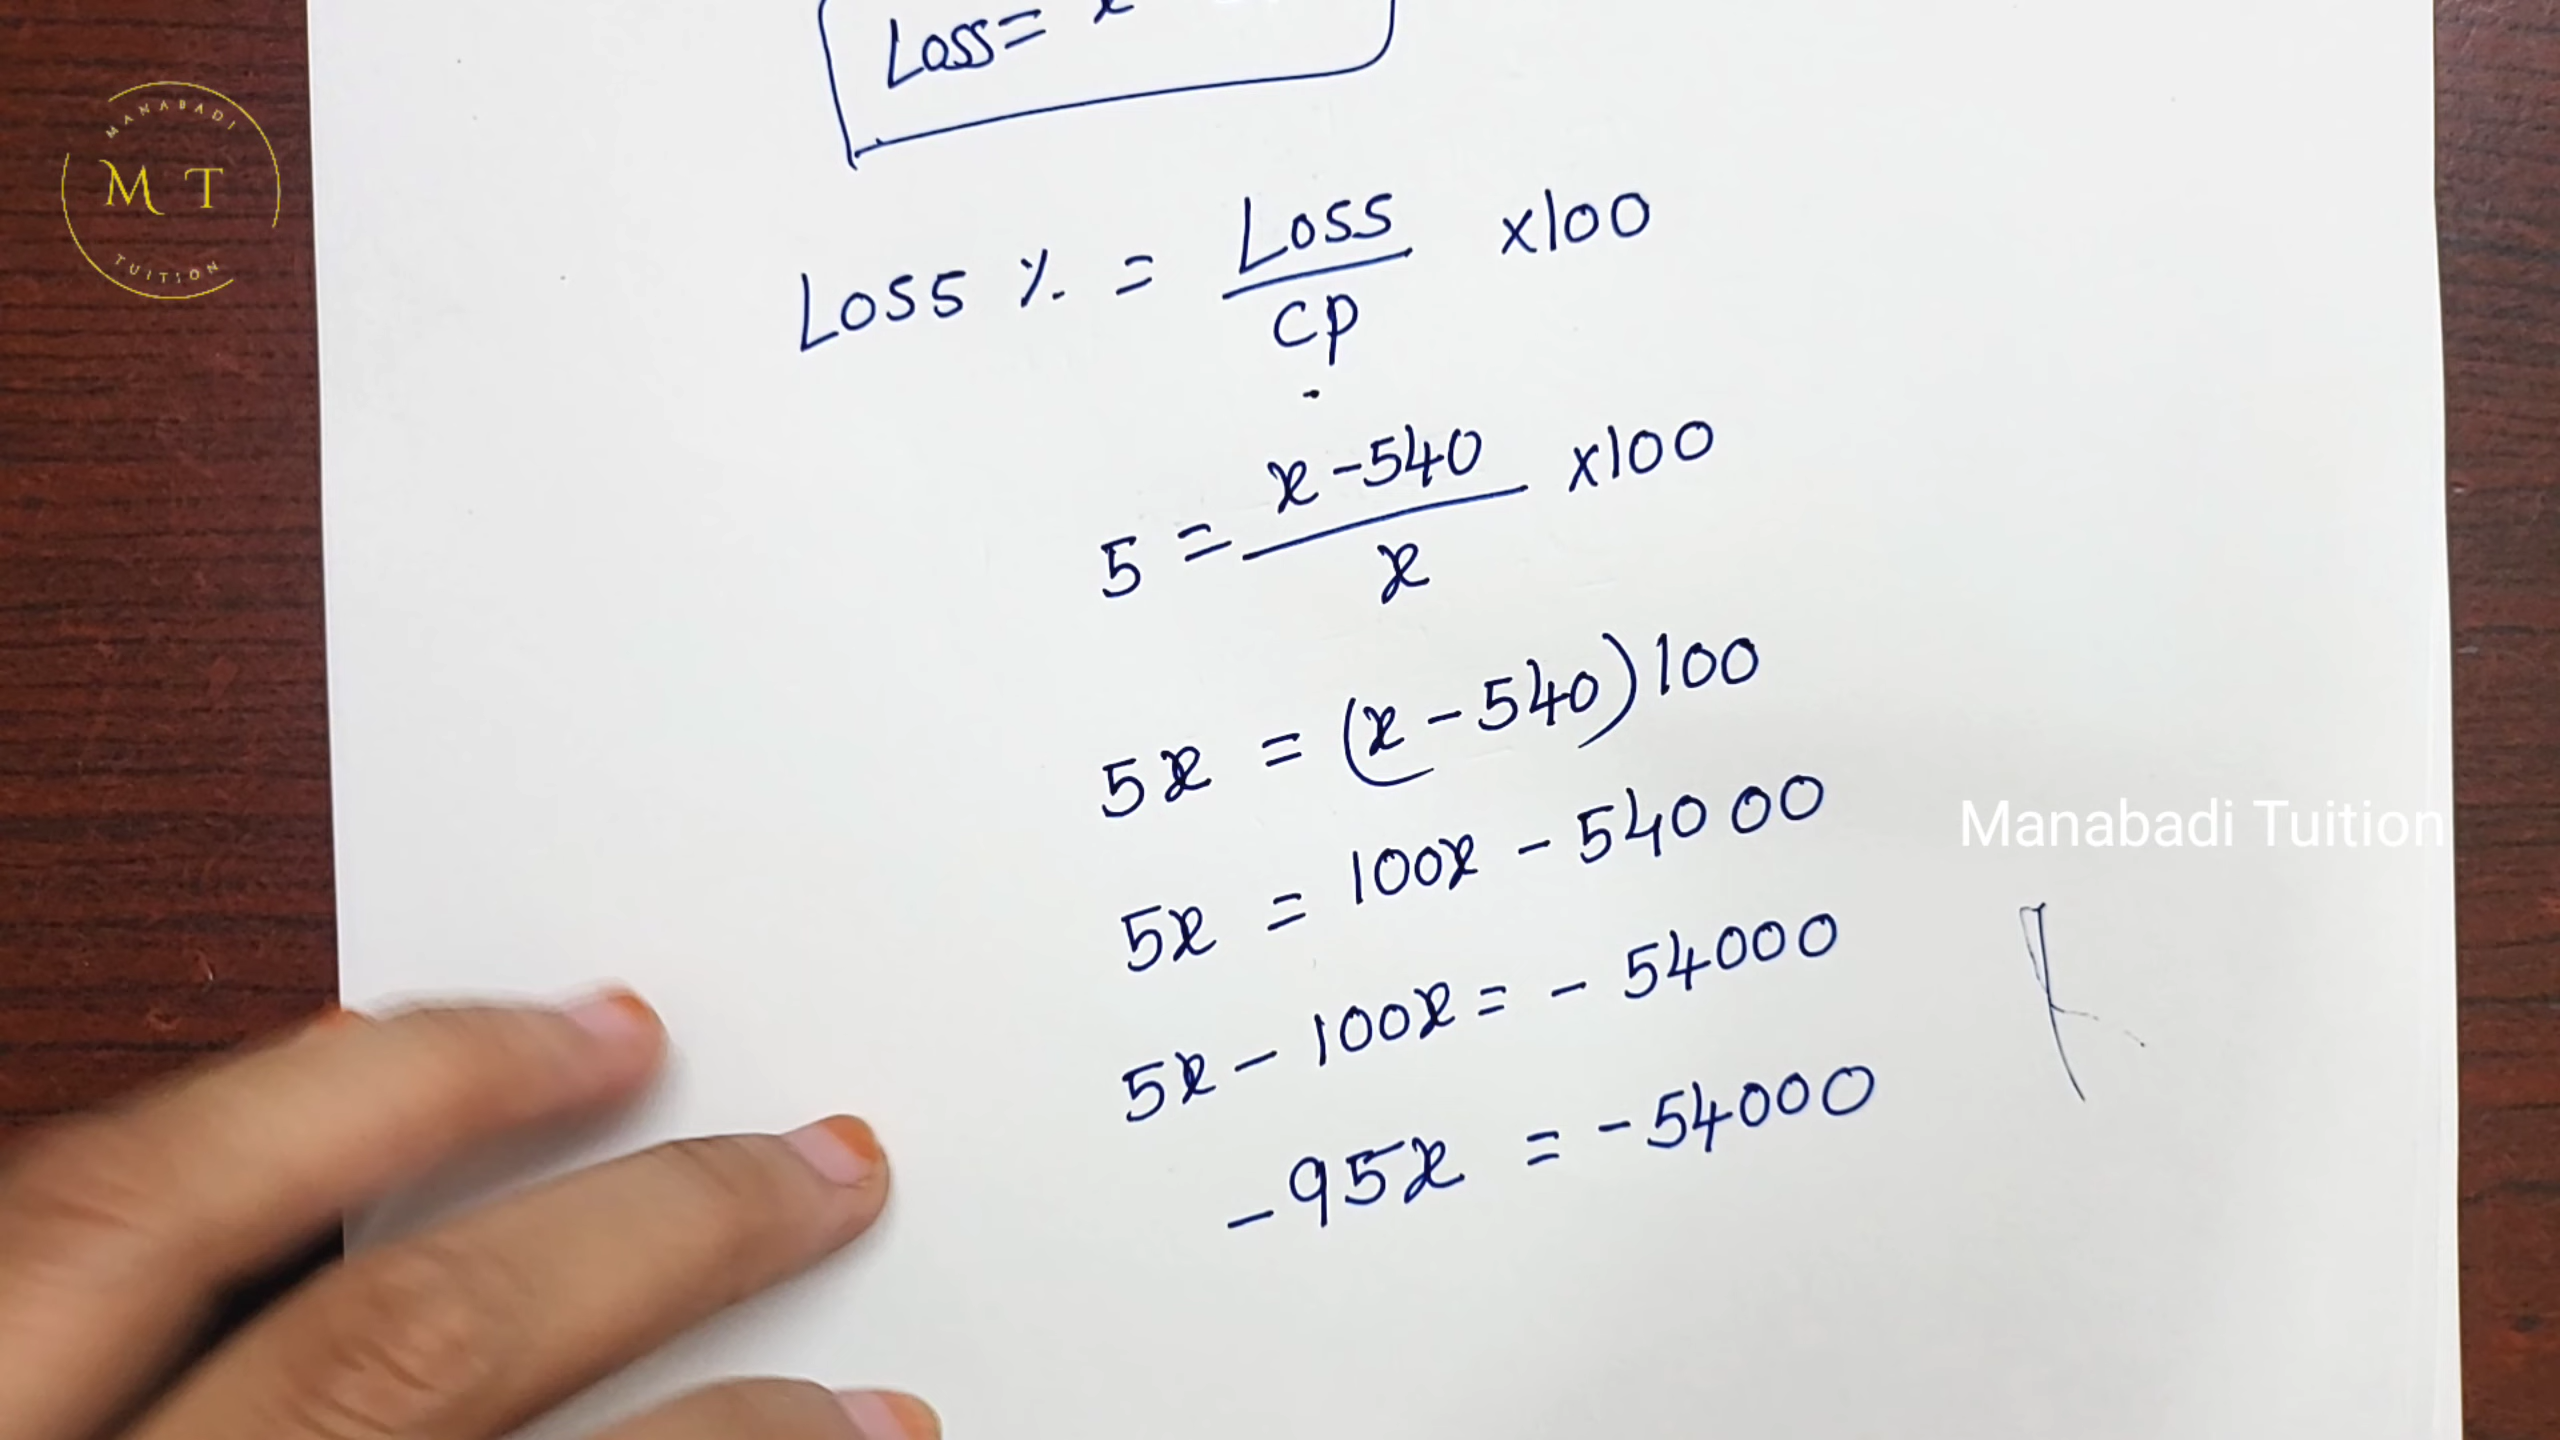 MANABADI
M T
TUITION
Loss = x
Loss % = Loss/CP x100
5 = x-540/x x100
5x = (x-540)100
5x = 100x - 54000
Manabadi Tuition
5x - 100x = - 54000
-95x = -54000